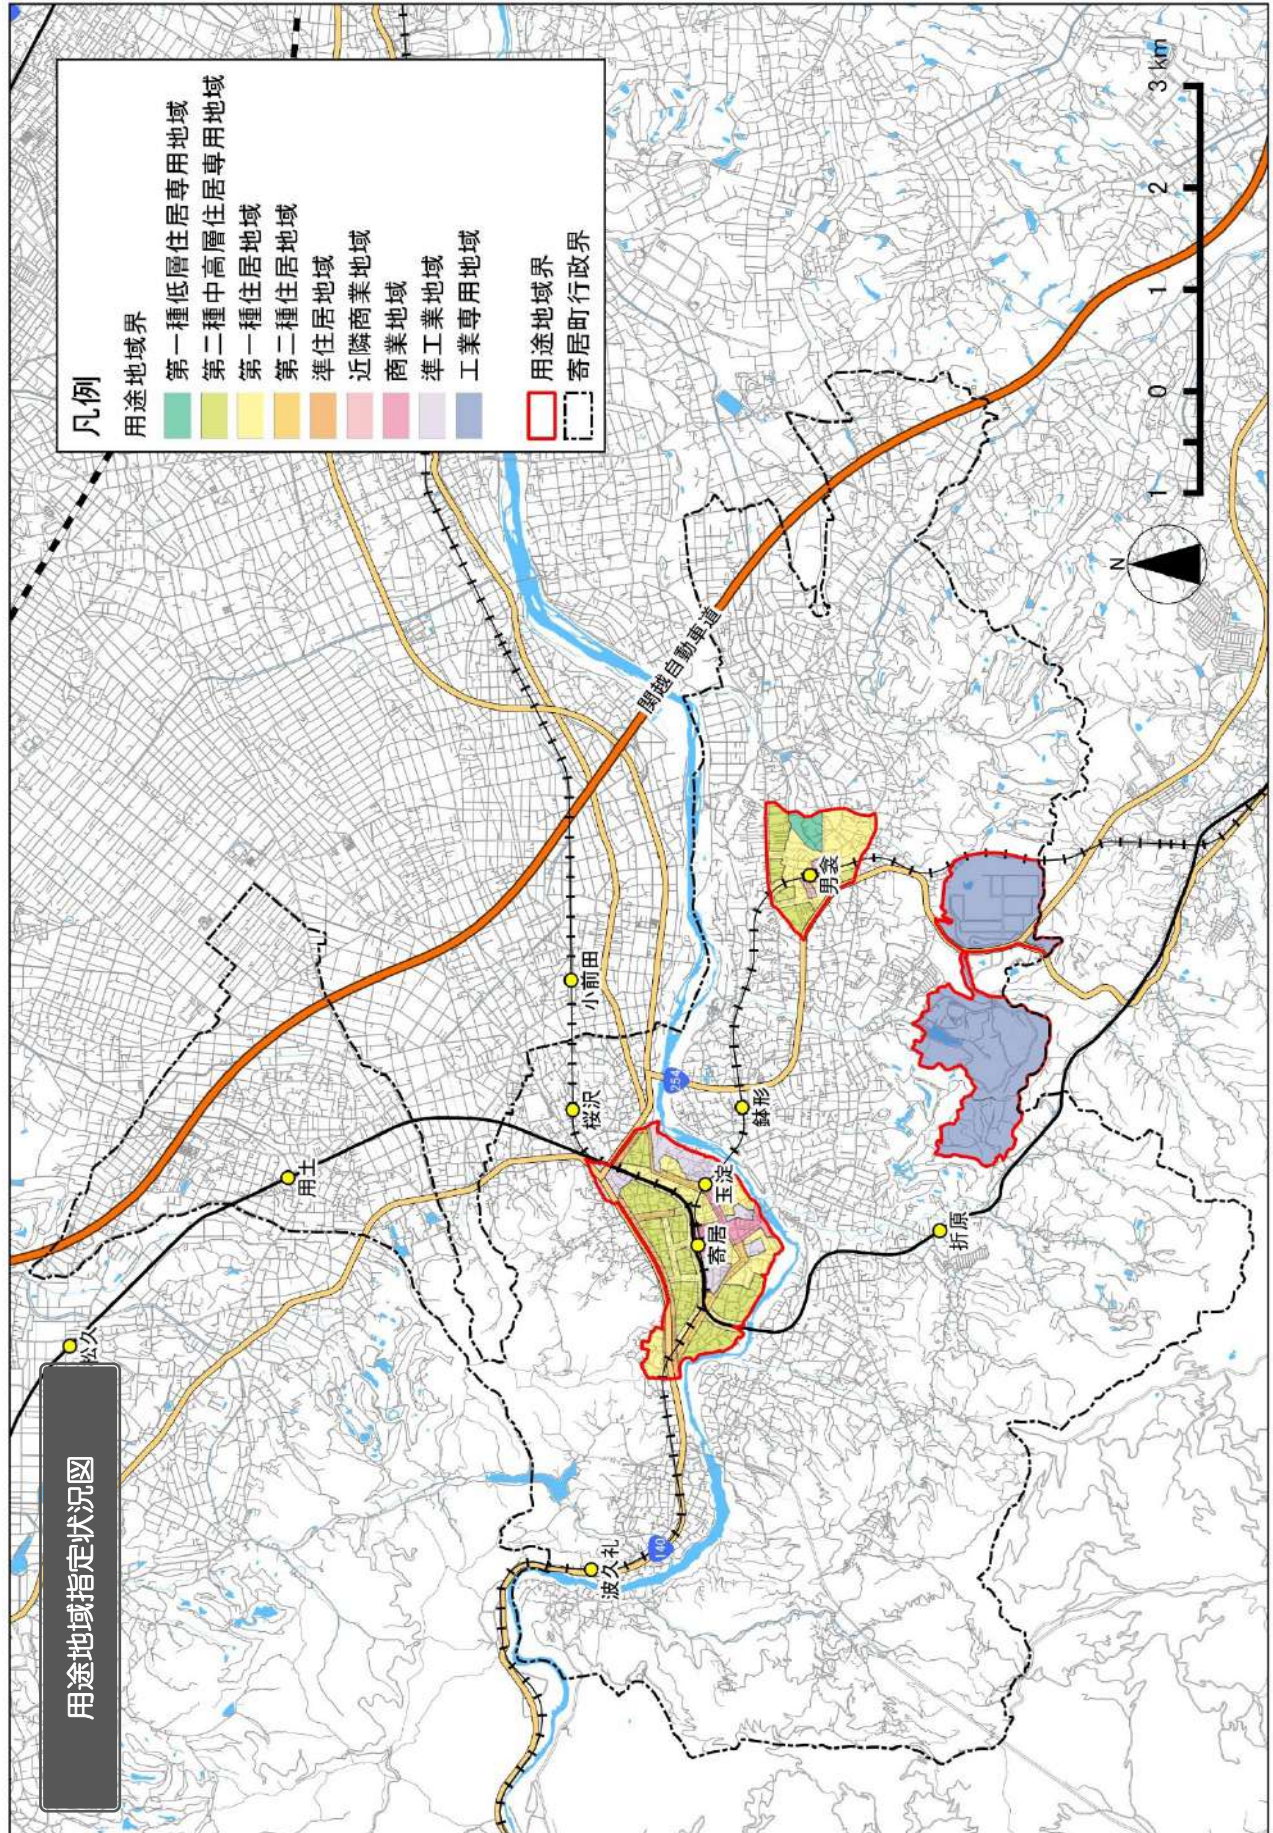 用途地域指定状況図
凡例
用途地域界
第一種低層住居専用地域
第二種中高層住居専用地域
第一種住居地域
第二種住居地域
準住居地域
近隣商業地域
商業地域
準工業地域
工業専用地域
用途地域界
寄居町行政界
松久
用土
小前田
桜沢
関越自動車道
254
鉢形
男衾
玉淀
寄居
折原
波久礼
140
N
1
0
1
2
3 km